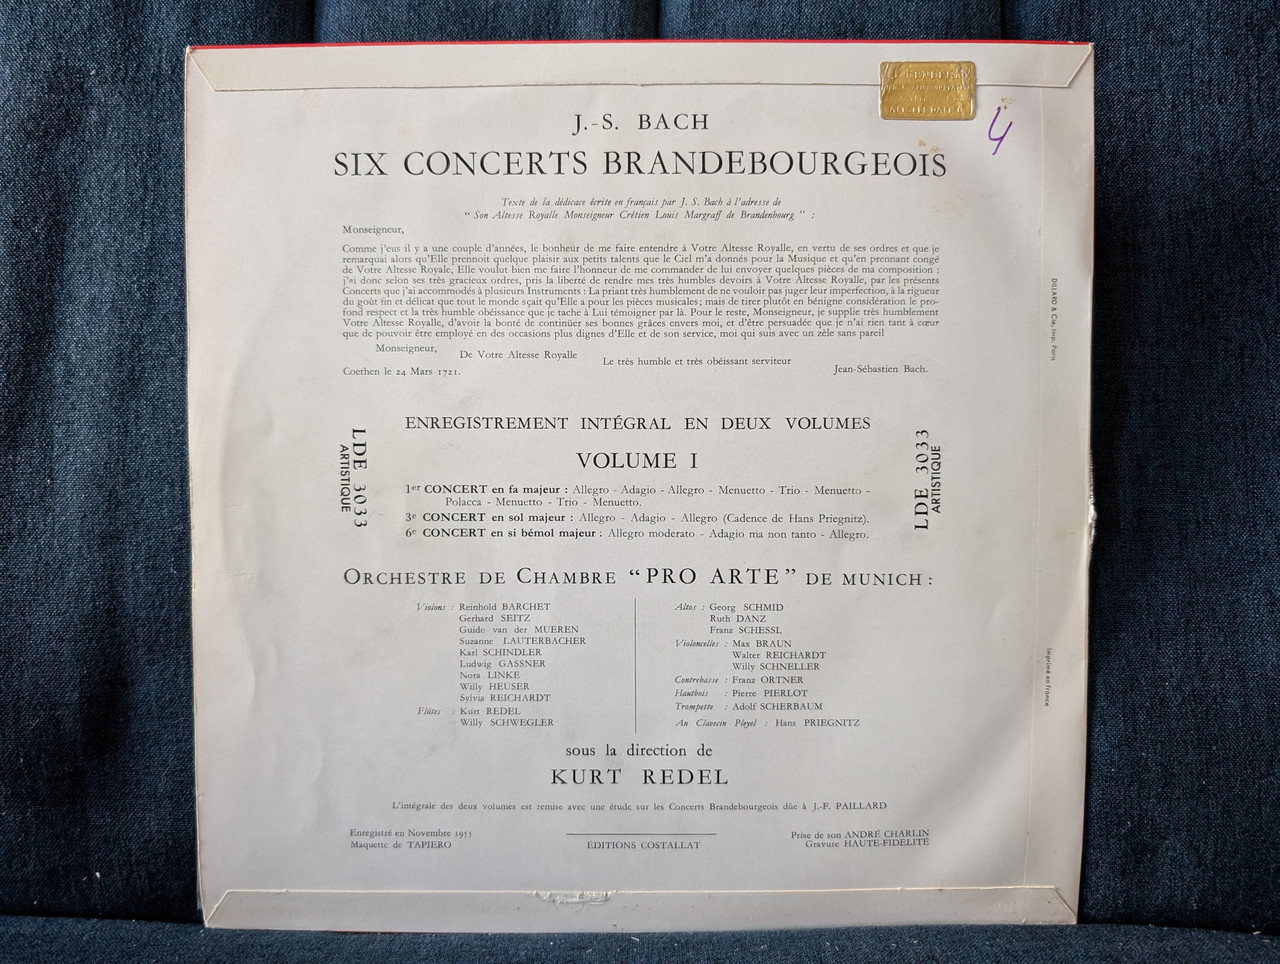 4
J.-S. BACH
SIX CONCERTS BRANDEBOURGEOIS
Texte de la dédicace écrite en français par J. S. Bach à l'adresse de
“ Son Altesse Royalle Monseigneur Crétien Louis Margraff de Brandenbourg ” :
Monseigneur,
Comme j'eus il y a une couple d'années, le bonheur de me faire entendre à Votre Altesse Royalle, en vertu de ses ordres et que je
remarquai alors qu'Elle prennoit quelque plaisir aux petits talents que le Ciel m'a donnés pour la Musique et qu'en prennant congé
de Votre Altesse Royale, Elle voulut bien me faire l'honneur de me commander de lui envoyer quelques pièces de ma composition :
j'ai donc selon ses très gracieux ordres, pris la liberté de rendre mes très humbles devoirs à Votre Altesse Royalle, par les présents
Concerts que j'ai accommodés à plusieurs Instruments : La priant très humblement de ne vouloir pas juger leur imperfection, à la rigueur
du goût fin et délicat que tout le monde sçait qu'Elle a pour les pièces musicales; mais de tirer plutôt en bénigne considération le pro-
fond respect et la très humble obéissance que je tache à Lui témoigner par là. Pour le reste, Monseigneur, je supplie très humblement
Votre Altesse Royalle, d'avoir la bonté de continüer ses bonnes grâces envers moi, et d'être persuadée que je n'ai rien tant à cœur
que de pouvoir être employé en des occasions plus dignes d'Elle et de son service, moi qui suis avec un zèle sans pareil
Monseigneur,
De Votre Altesse Royalle
Le très humble et très obéissant serviteur
Coethen le 24 Mars 1721.
Jean-Sébastien Bach.
ENREGISTREMENT INTÉGRAL EN DEUX VOLUMES
VOLUME I
LDE 3033
ARTISTIQUE
1er CONCERT en fa majeur : Allegro - Adagio - Allegro - Menuetto - Trio - Menuetto -
Polacca - Menuetto - Trio - Menuetto.
3e CONCERT en sol majeur : Allegro - Adagio - Allegro (Cadence de Hans Priegnitz).
6e CONCERT en si bémol majeur : Allegro moderato - Adagio ma non tanto - Allegro.
LDE 3033
ARTISTIQUE
ORCHESTRE DE CHAMBRE “ PRO ARTE ” DE MUNICH :
Violons : Reinhold BARCHET
Gerhard SEITZ
Guido van der MUEREN
Suzanne LAUTERBACHER
Karl SCHINDLER
Ludwig GASSNER
Nora LINKE
Willy HEUSER
Sylvia REICHARDT
Flûtes : Kurt REDEL
Willy SCHWEGLER
Altos : Georg SCHMID
Ruth DANZ
Franz SCHESSL
Violoncelles : Max BRAUN
Walter REICHARDT
Willy SCHNELLER
Contrebasse : Franz ORTNER
Hautbois : Pierre PIERLOT
Trompette : Adolf SCHERBAUM
Au Clavecin Pleyel : Hans PRIEGNITZ
sous la direction de
KURT REDEL
L'intégrale des deux volumes est remise avec une étude sur les Concerts Brandebourgeois dûe à J.-F. PAILLARD
Enregistré en Novembre 1955
Maquette de TAPIERO
ÉDITIONS COSTALLAT
Prise de son ANDRÉ CHARLIN
Gravure HAUTE-FIDELITÉ
DILLARD & Cie, Imp. Paris
Imprimé en France